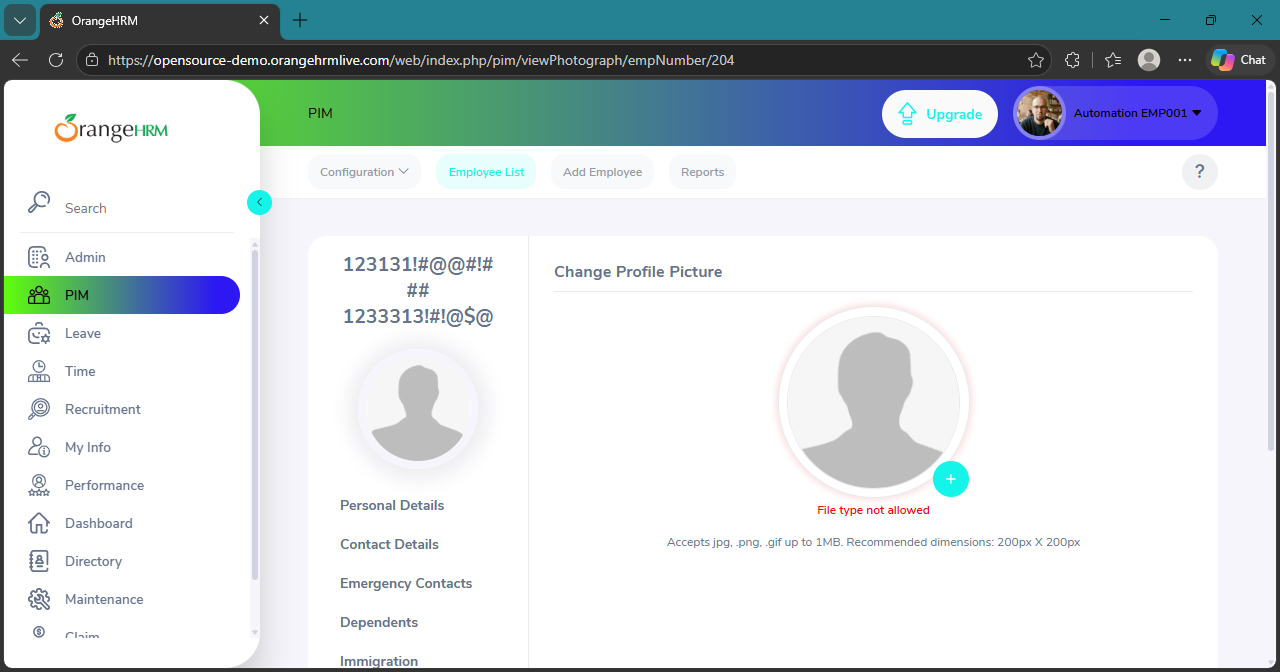 OrangeHRM
https://opensource-demo.orangehrmlive.com/web/index.php/pim/viewPhotograph/empNumber/204
Chat
OrangeHRM
PIM
Upgrade
Automation EMP001
Configuration
Employee List
Add Employee
Reports
?
Search
Admin
PIM
Leave
Time
Recruitment
My Info
Performance
Dashboard
Directory
Maintenance
Claim
123131!#@@#!#
##
1233313!#!@$@
Personal Details
Contact Details
Emergency Contacts
Dependents
Immigration
Change Profile Picture
File type not allowed
Accepts jpg, .png, .gif up to 1MB. Recommended dimensions: 200px X 200px